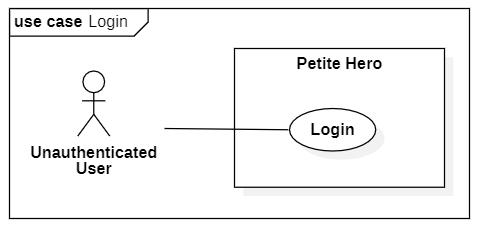 use case Login
Petite Hero
Login
Unauthenticated
User